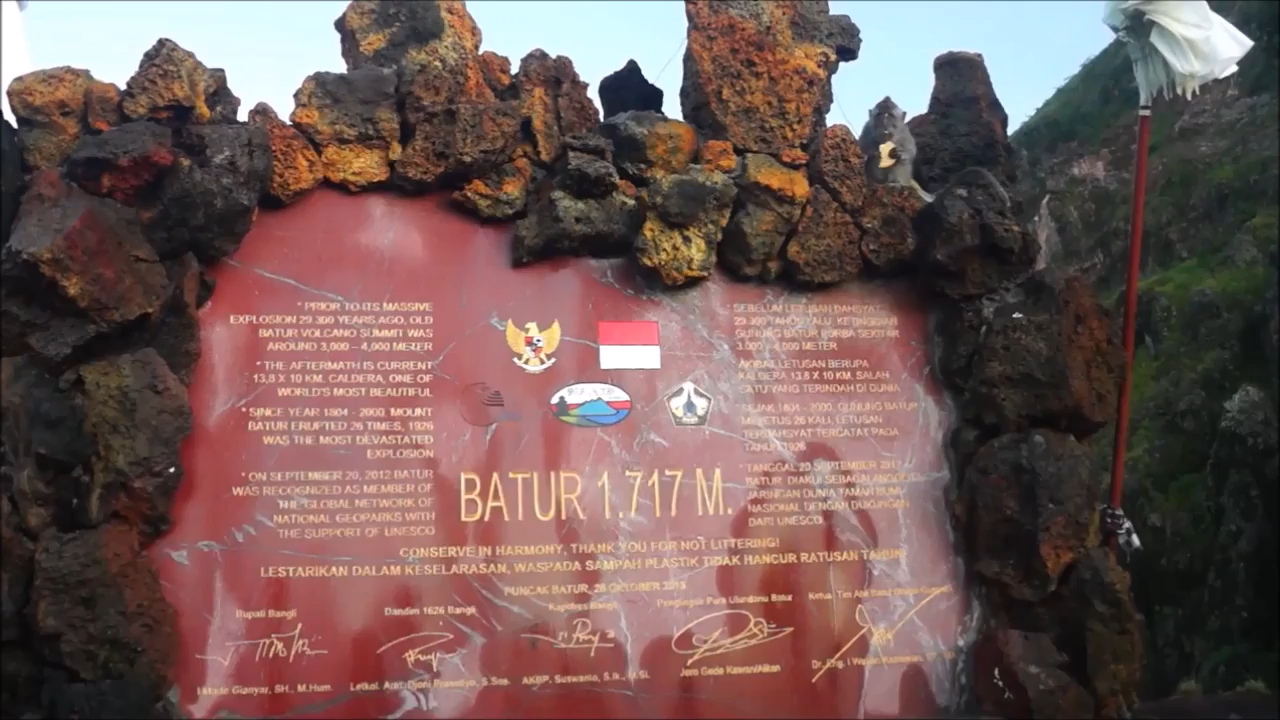 * PRIOR TO ITS MASSIVE
EXPLOSION 29.300 YEARS AGO, OLD
BATUR VOLCANO SUMMIT WAS
AROUND 3,000 - 4,000 METER
* THE AFTERMATH IS CURRENT
13,8 X 10 KM. CALDERA, ONE OF
WORLD'S MOST BEAUTIFUL
* SINCE YEAR 1804 - 2000, MOUNT
BATUR ERUPTED 26 TIMES, 1926
WAS THE MOST DEVASTATED
EXPLOSION
* ON SEPTEMBER 20, 2012 BATUR
WAS RECOGNIZED AS MEMBER OF
THE GLOBAL NETWORK OF
NATIONAL GEOPARKS WITH
THE SUPPORT OF UNESCO
* SEBELUM LETUSAN DAHSYAT
29.300 TAHUN LALU, KETINGGIAN
GUNUNG BATUR PURBA SEKITAR
3.000 - 4.000 METER
AKIBAT LETUSAN BERUPA
KALDERA 13,8 X 10 KM, SALAH
SATU YANG TERINDAH DI DUNIA
SEJAK 1804 - 2000, GUNUNG BATUR
MELETUS 26 KALI, LETUSAN
TERDAHSYAT TERCATAT PADA
TAHUN 1926
* TANGGAL 20 SEPTEMBER 2012
BATUR DIAKUI SEBAGAI ANGGOTA
JARINGAN DUNIA TAMAN BUMI
NASIONAL DENGAN DUKUNGAN
DARI UNESCO
BATUR 1.717 M.
CONSERVE IN HARMONY, THANK YOU FOR NOT LITTERING!
LESTARIKAN DALAM KESELARASAN, WASPADA SAMPAH PLASTIK TIDAK HANCUR RATUSAN TAHUN
PUNCAK BATUR, 28 OKTOBER
Bupati Bangli
Dandim 1626 Bangli
Kapolres Bangli
Pengingsir Pura Ulundanu Batur
Ketua Tim Ahli Batur
I Made Gianyar, SH., M.Hum.
Letkol. Djoni Prasetiyo, S.Sos
AKBP. Suswanto, S.Ik., M.Si.
Jero Gede Kawan/Alitan
Dr. Eng. I Wayan